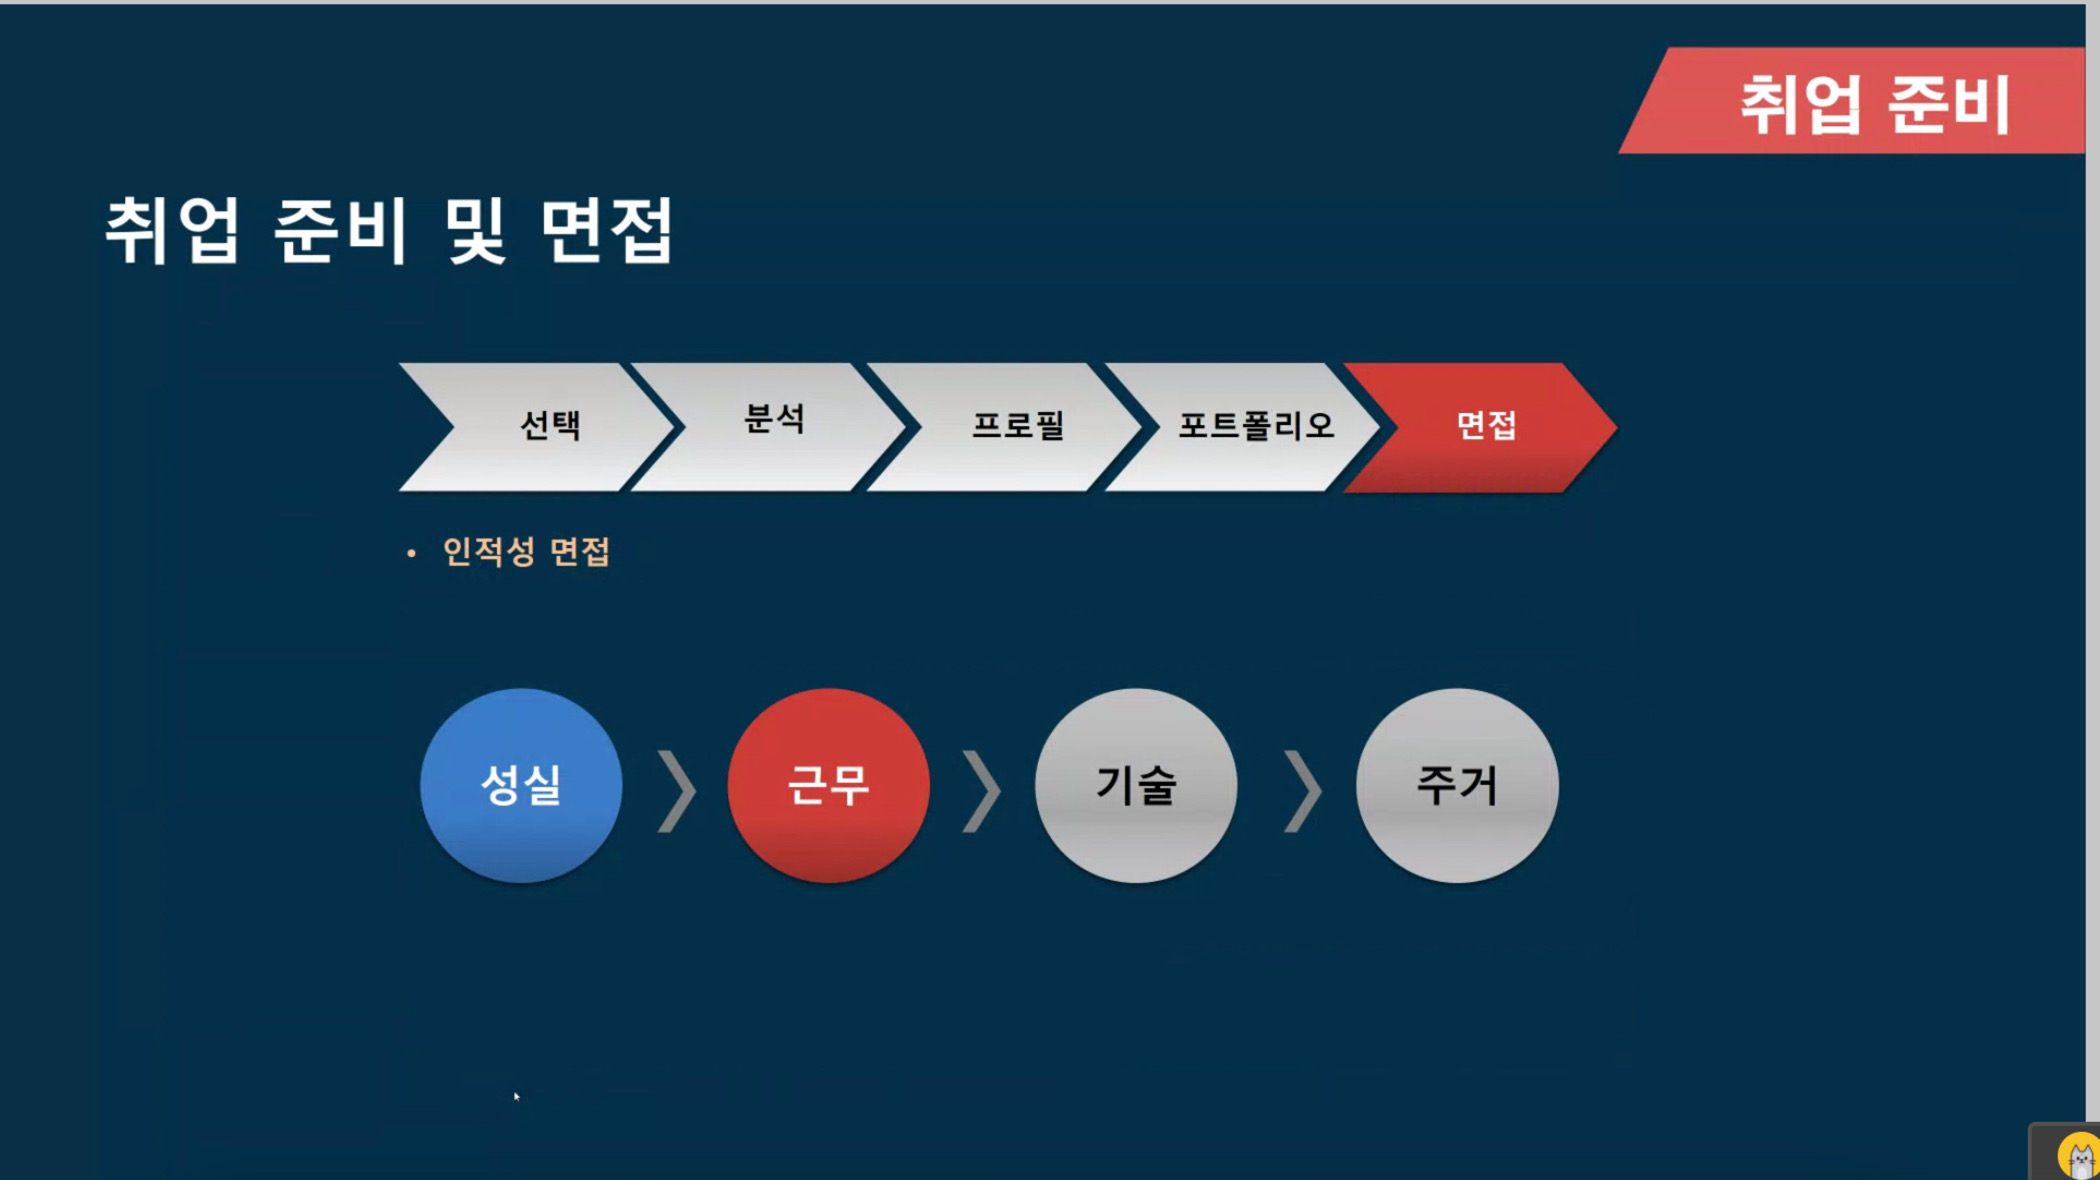 취업 준비
취업 준비 및 면접
선택
분석
프로필
포트폴리오
면접
• 인적성 면접
성실
근무
기술
주거